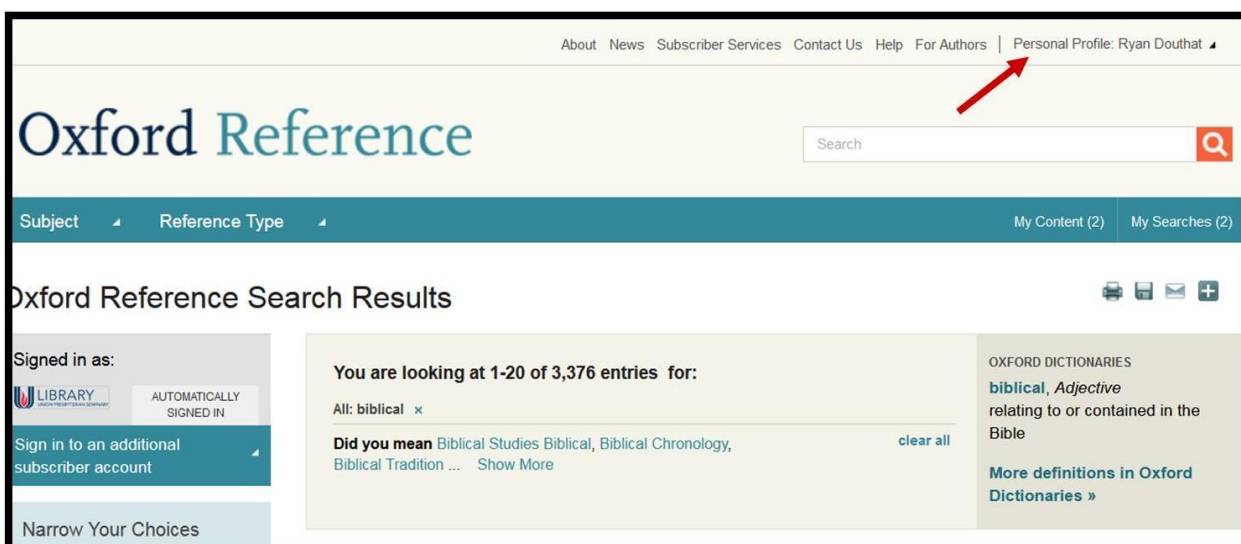 About News Subscriber Services Contact Us Help For Authors | Personal Profile: Ryan Douthat
Oxford Reference
Search
Subject Reference Type My Content (2) My Searches (2)
Oxford Reference Search Results
Signed in as:
LIBRARY
UNION PRESBYTERIAN SEMINARY
AUTOMATICALLY
SIGNED IN
Sign in to an additional
subscriber account
Narrow Your Choices
You are looking at 1-20 of 3,376 entries for:
All: biblical ×
Did you mean Biblical Studies Biblical, Biblical Chronology,
Biblical Tradition ... Show More
clear all
OXFORD DICTIONARIES
biblical, Adjective
relating to or contained in the
Bible
More definitions in Oxford
Dictionaries »